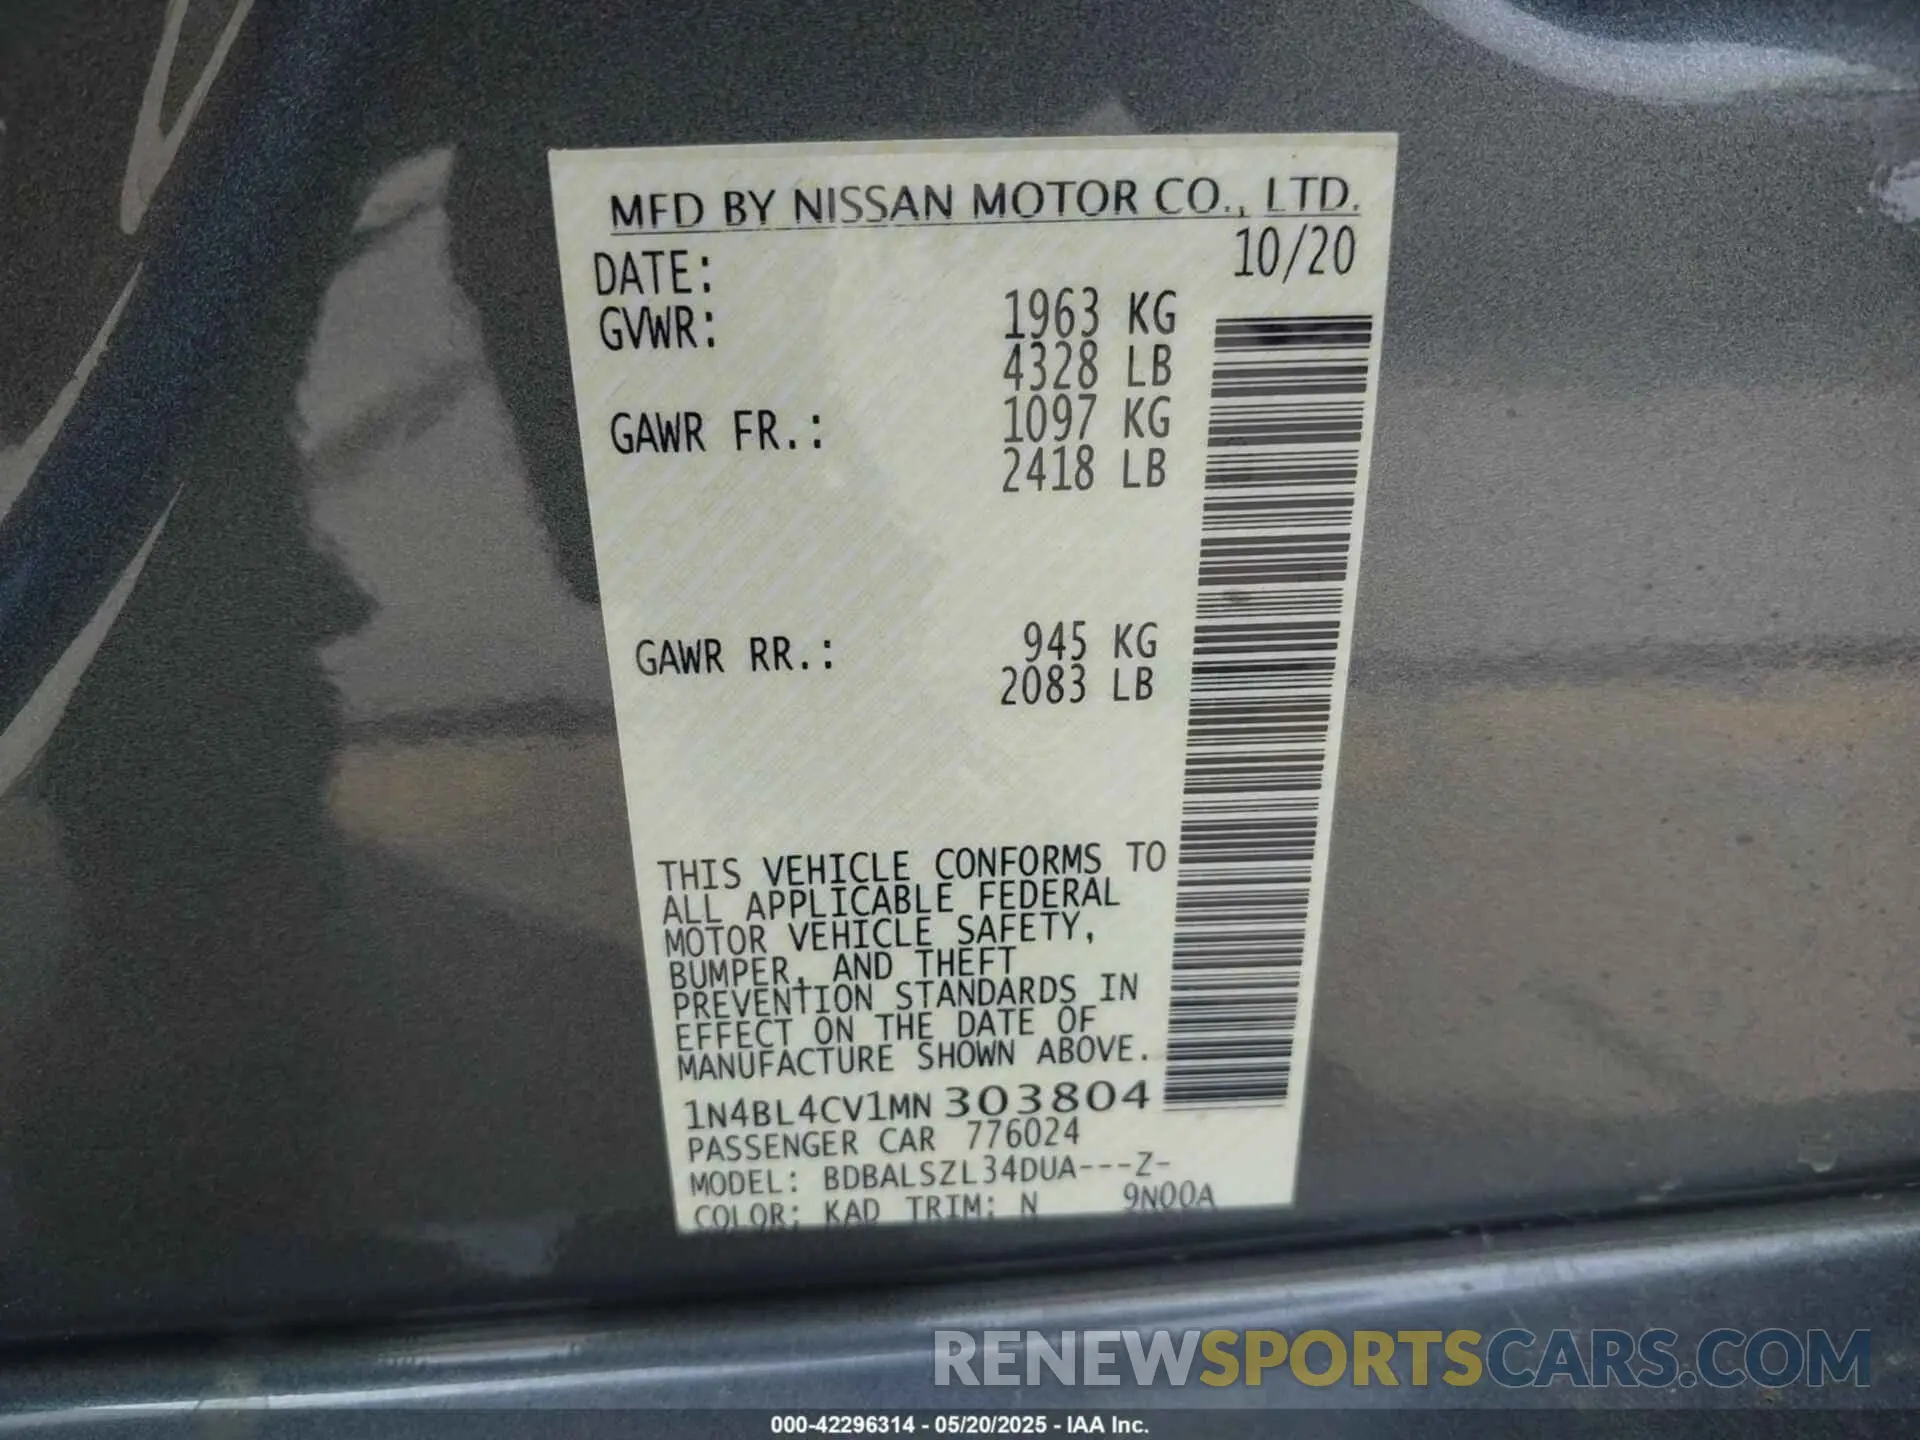 MFD BY NISSAN MOTOR CO., LTD.
DATE: 10/20
GVWR: 1963 KG
4328 LB
GAWR FR.: 1097 KG
2418 LB
GAWR RR.: 945 KG
2083 LB
THIS VEHICLE CONFORMS TO
ALL APPLICABLE FEDERAL
MOTOR VEHICLE SAFETY,
BUMPER, AND THEFT
PREVENTION STANDARDS IN
EFFECT ON THE DATE OF
MANUFACTURE SHOWN ABOVE.
1N4BL4CV1MN303804
PASSENGER CAR 776024
MODEL: BDBALSZL34DUA---Z-
COLOR: KAD TRIM: N 9N00A
RENEWSPORTSCARS.COM
000-42296314 - 05/20/2025 - IAA Inc.